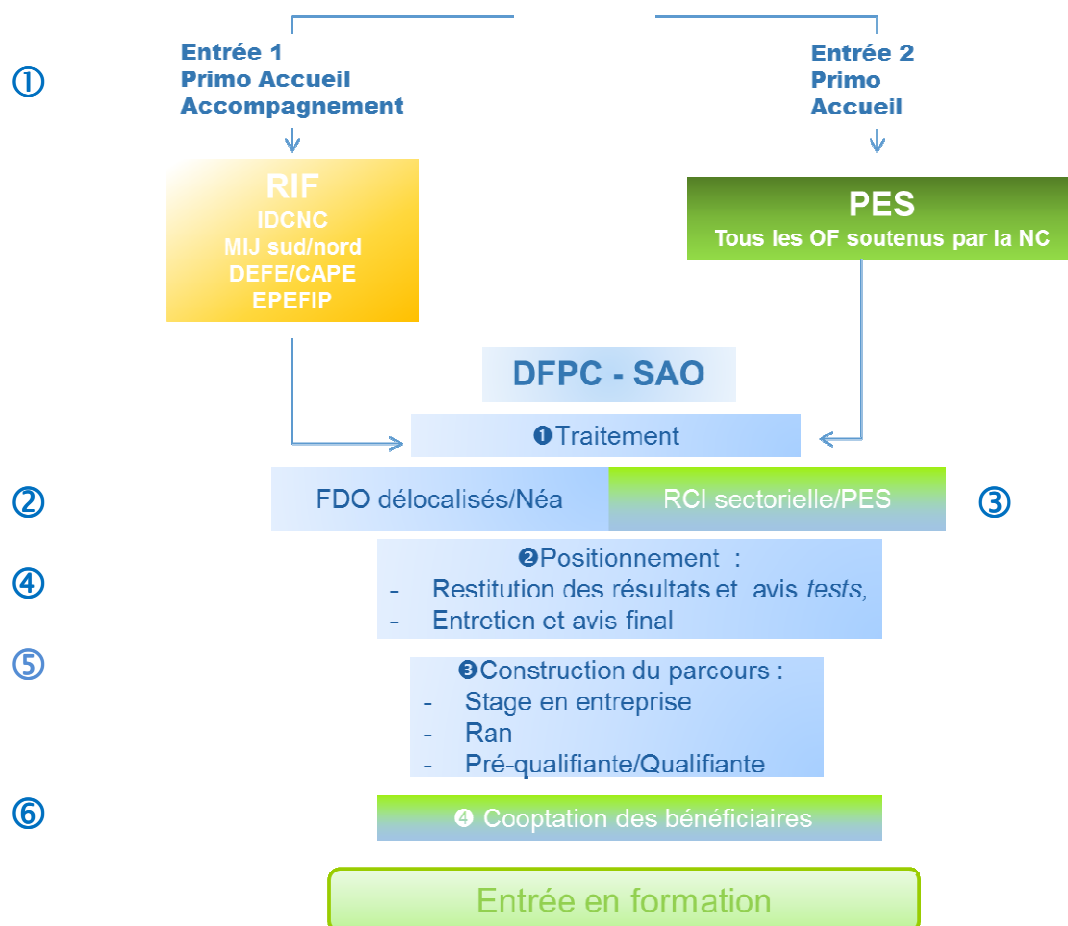 ①
Entrée 1
Primo Accueil
Accompagnement
Entrée 2
Primo
Accueil
RIF
IDCNC
MIJ sud/nord
DEFE/CAPE
EPEFIP
PES
Tous les OF soutenus par la NC
DFPC - SAO
❶Traitement
②
FDO délocalisés/Néa
RCI sectorielle/PES
③
④
❷Positionnement :
- Restitution des résultats et avis tests,
- Entretien et avis final
⑤
❸Construction du parcours :
- Stage en entreprise
- Ran
- Pré-qualifiante/Qualifiante
⑥
❹ Cooptation des bénéficiaires
Entrée en formation